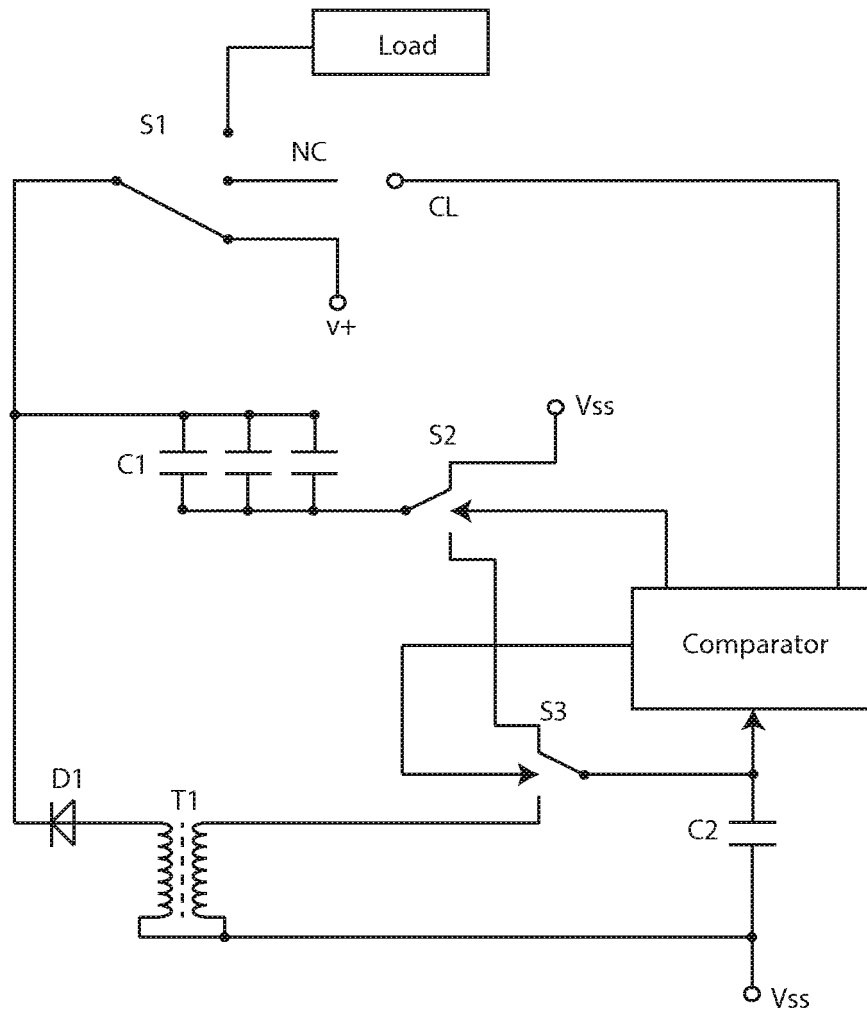 Load
S1
NC
CL
v+
Vss
S2
C1
Comparator
S3
D1
T1
C2
Vss